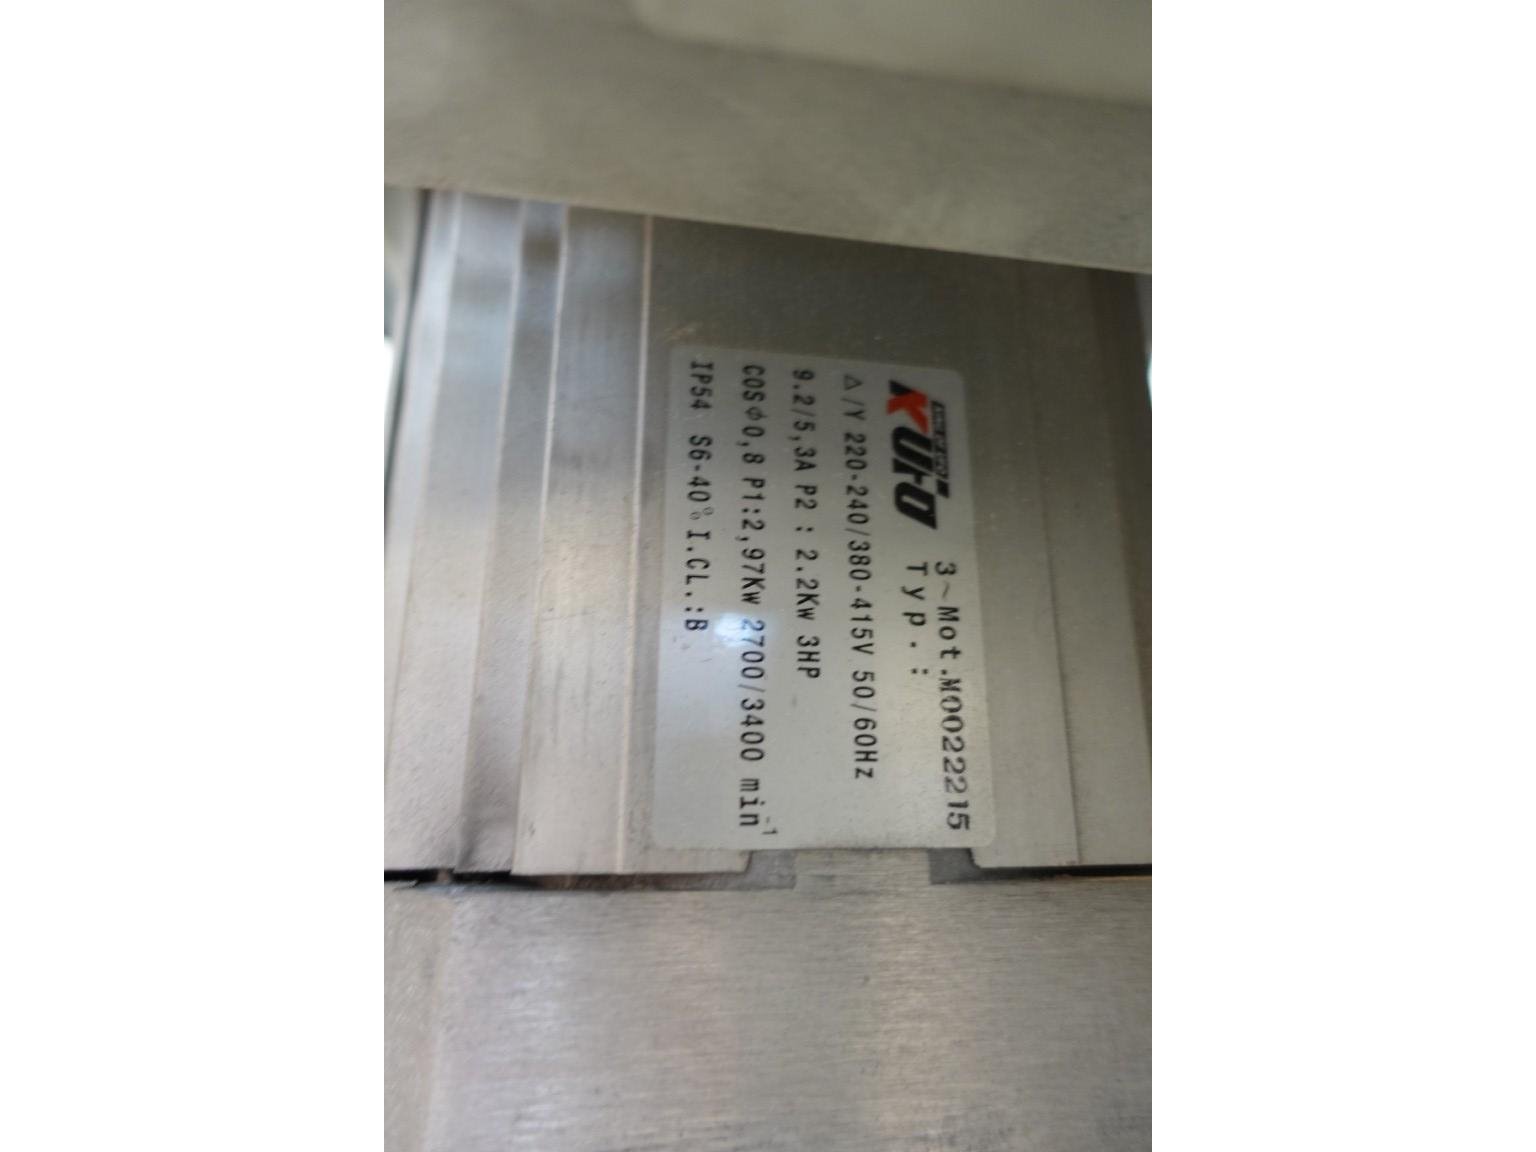 KUFO
3~Mot.M0022215
Typ.:
△/Y 220-240/380-415V 50/60Hz
9.2/5,3A P2 : 2.2Kw 3HP
COSφ0,8 P1:2,97Kw 2700/3400 min⁻¹
IP54 S6-40% I.CL.:B